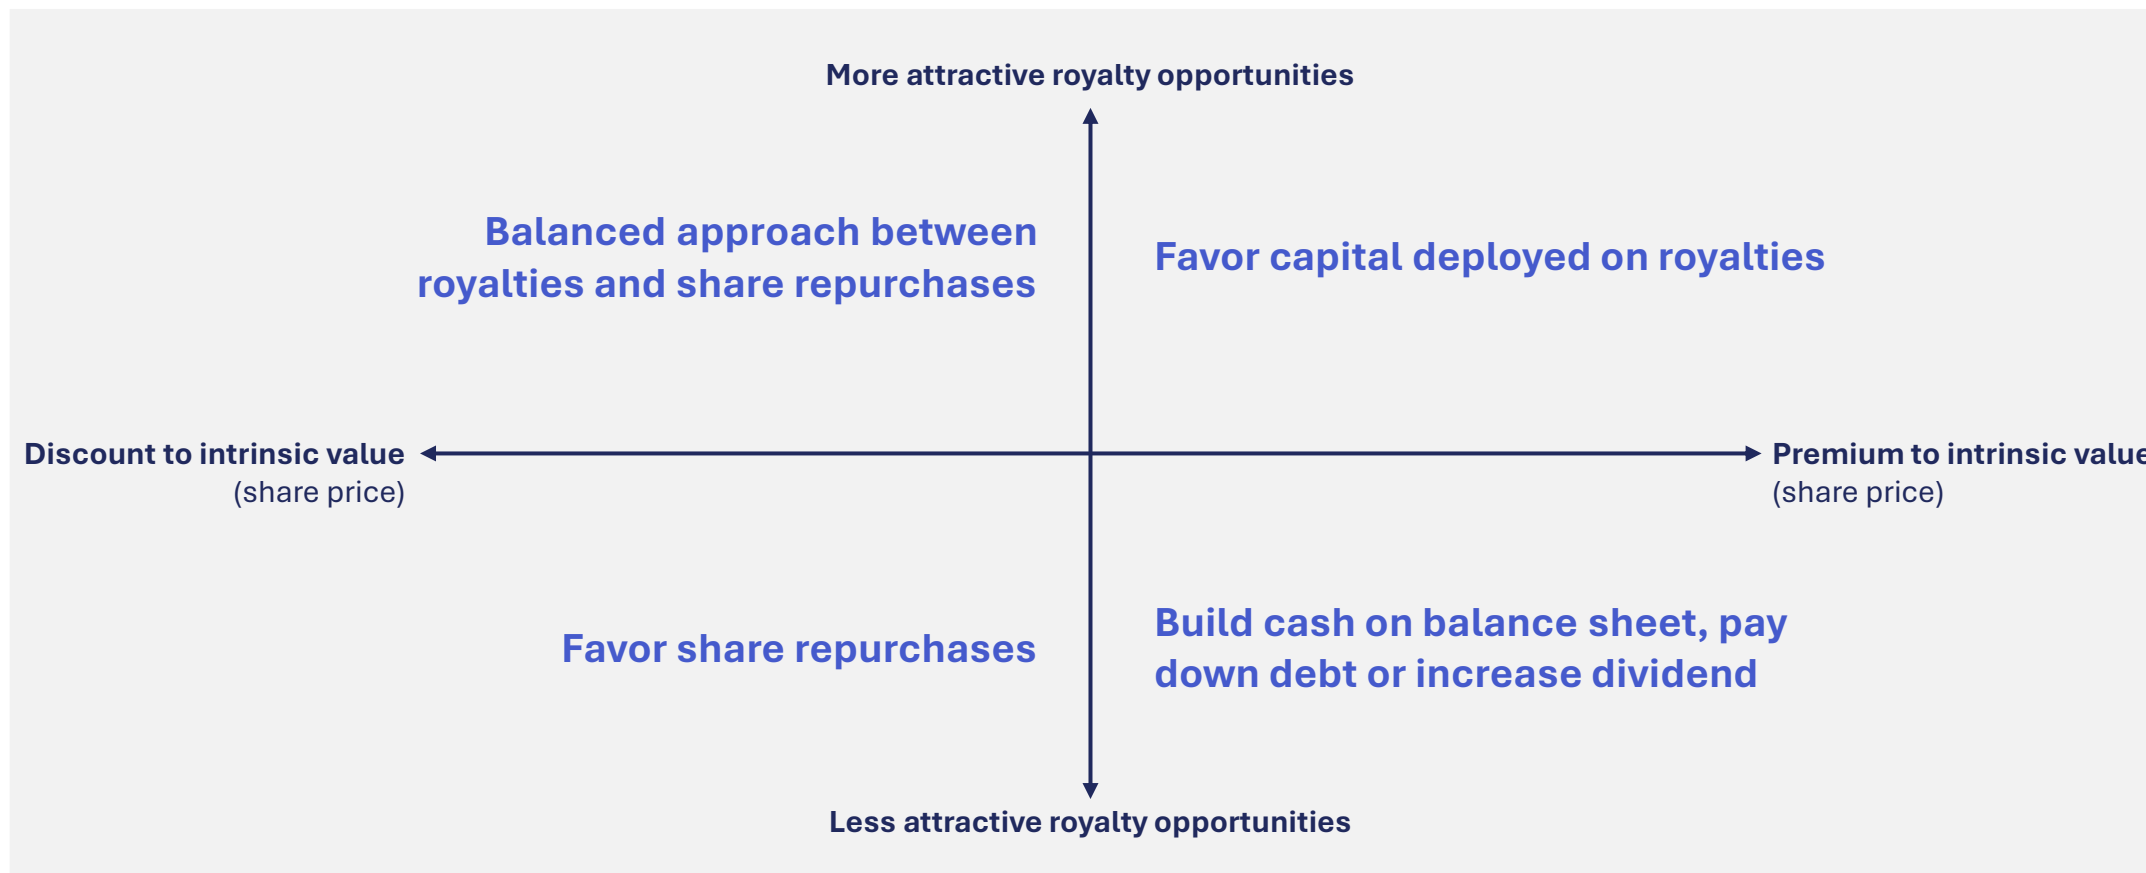 More attractive royalty opportunities
Balanced approach between
royalties and share repurchases
Favor capital deployed on royalties
Discount to intrinsic value
(share price)
Premium to intrinsic value
(share price)
Favor share repurchases
Build cash on balance sheet, pay
down debt or increase dividend
Less attractive royalty opportunities